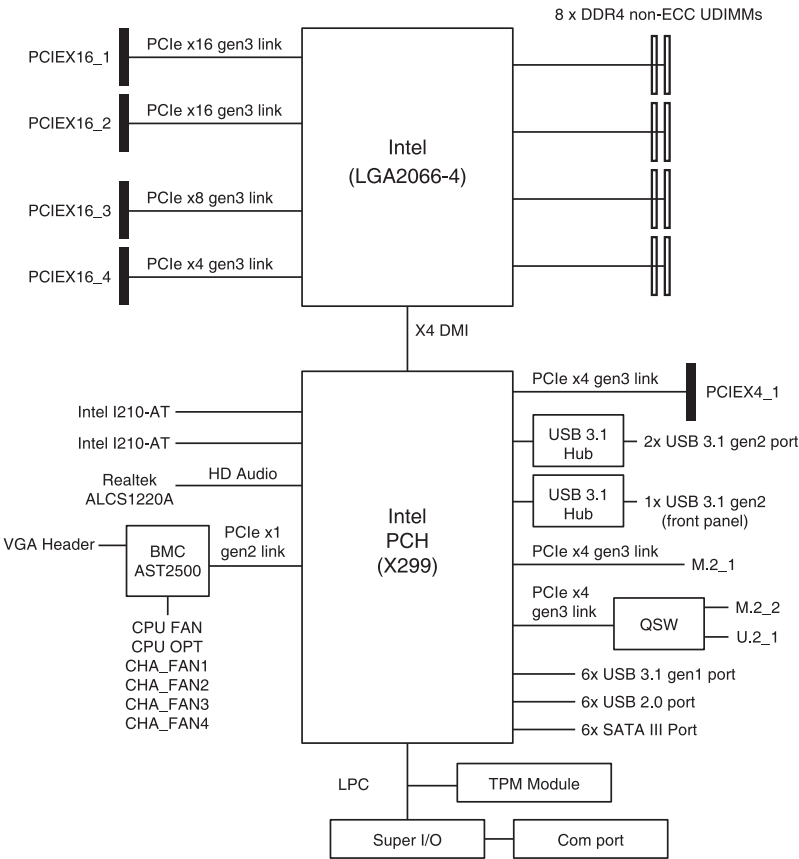 8 x DDR4 non-ECC UDIMMs
PCIEX16_1
PCIe x16 gen3 link
PCIEX16_2
PCIe x16 gen3 link
Intel
(LGA2066-4)
PCIEX16_3
PCIe x8 gen3 link
PCIEX16_4
PCIe x4 gen3 link
X4 DMI
PCIe x4 gen3 link
PCIEX4_1
Intel I210-AT
Intel I210-AT
USB 3.1
Hub
2x USB 3.1 gen2 port
Realtek
ALCS1220A
HD Audio
USB 3.1
Hub
1x USB 3.1 gen2
(front panel)
Intel
PCH
(X299)
VGA Header
BMC
AST2500
PCIe x1
gen2 link
PCIe x4 gen3 link
M.2_1
PCIe x4
gen3 link
QSW
M.2_2
U.2_1
CPU FAN
CPU OPT
CHA_FAN1
CHA_FAN2
CHA_FAN3
CHA_FAN4
6x USB 3.1 gen1 port
6x USB 2.0 port
6x SATA III Port
LPC
TPM Module
Super I/O
Com port